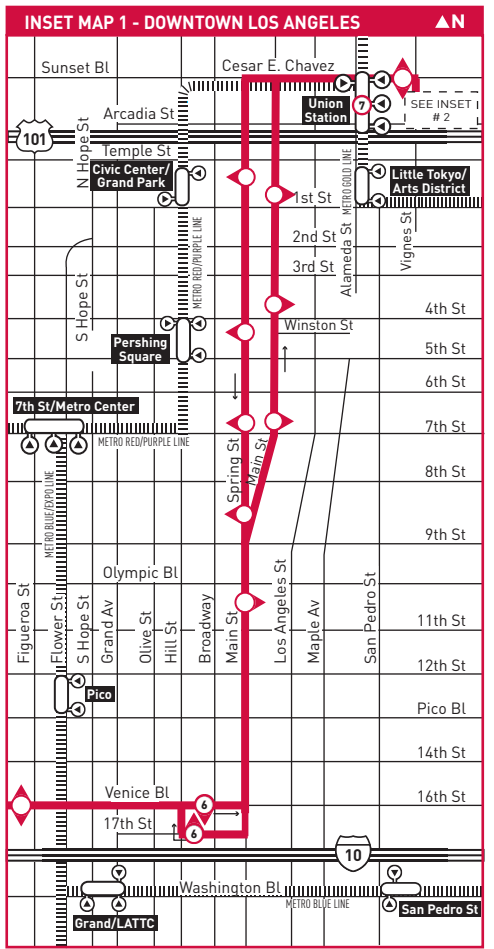 INSET MAP 1 - DOWNTOWN LOS ANGELES
N
Sunset Bl
Cesar E. Chavez
Union
Station
7
SEE INSET
# 2
Arcadia St
101
N Hope St
Temple St
Civic Center/
Grand Park
METRO GOLD LINE
Little Tokyo/
Arts District
1st St
2nd St
3rd St
Alameda St
Vignes St
METRO RED/PURPLE LINE
S Hope St
4th St
Winston St
Pershing
Square
5th St
6th St
7th St/Metro Center
METRO RED/PURPLE LINE
7th St
Spring St
Main St
METRO BLUE/EXPO LINE
8th St
9th St
Olympic Bl
Figueroa St
Flower St
S Hope St
Grand Av
Olive St
Hill St
Broadway
Main St
Los Angeles St
Maple Av
San Pedro St
11th St
12th St
Pico
Pico Bl
14th St
Venice Bl
6
16th St
17th St
6
10
Washington Bl
METRO BLUE LINE
Grand/LATTC
San Pedro St